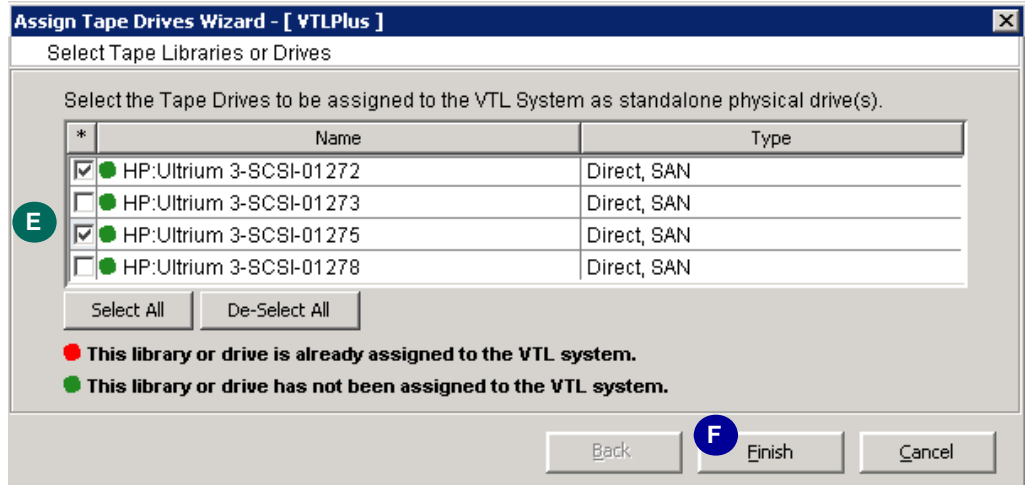 Assign Tape Drives Wizard - [ VTLPlus ]
Select Tape Libraries or Drives
Select the Tape Drives to be assigned to the VTL System as standalone physical drive(s).
* Name Type
HP:Ultrium 3-SCSI-01272 Direct, SAN
HP:Ultrium 3-SCSI-01273 Direct, SAN
E
HP:Ultrium 3-SCSI-01275 Direct, SAN
HP:Ultrium 3-SCSI-01278 Direct, SAN
Select All De-Select All
This library or drive is already assigned to the VTL system.
This library or drive has not been assigned to the VTL system.
F
Back Finish Cancel